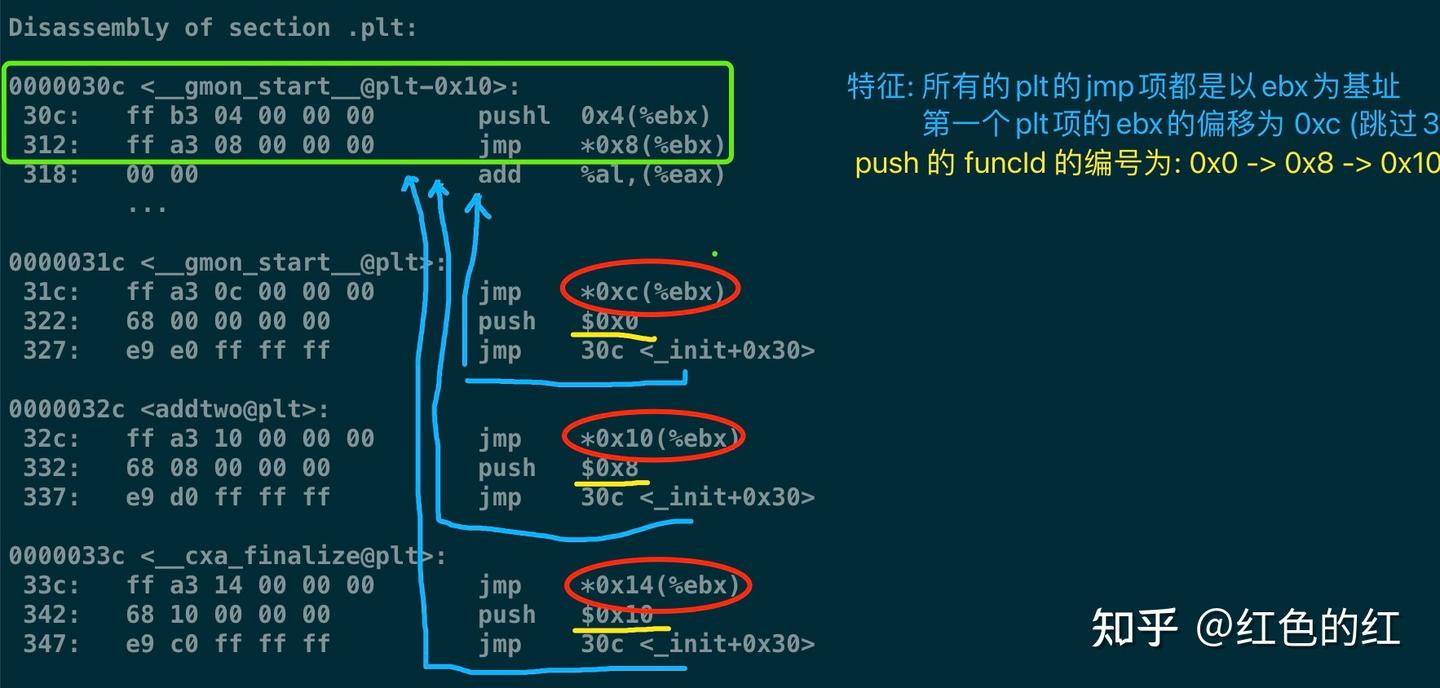 Disassembly of section .plt:
0000030c <__gmon_start__@plt-0x10>:
30c: ff b3 04 00 00 00 pushl 0x4(%ebx)
312: ff a3 08 00 00 00 jmp *0x8(%ebx)
318: 00 00 add %al,(%eax)
...
0000031c <__gmon_start__@plt>:
31c: ff a3 0c 00 00 00 jmp *0xc(%ebx)
322: 68 00 00 00 00 push $0x0
327: e9 e0 ff ff ff jmp 30c <_init+0x30>
0000032c <addtwo@plt>:
32c: ff a3 10 00 00 00 jmp *0x10(%ebx)
332: 68 08 00 00 00 push $0x8
337: e9 d0 ff ff ff jmp 30c <_init+0x30>
0000033c <__cxa_finalize@plt>:
33c: ff a3 14 00 00 00 jmp *0x14(%ebx)
342: 68 10 00 00 00 push $0x10
347: e9 c0 ff ff ff jmp 30c <_init+0x30>
特征: 所有的plt的jmp项都是以ebx为基址
第一个plt项的ebx的偏移为 0xc (跳过3
push 的 funcId 的编号为: 0x0 -> 0x8 -> 0x10
知乎 @红色的红